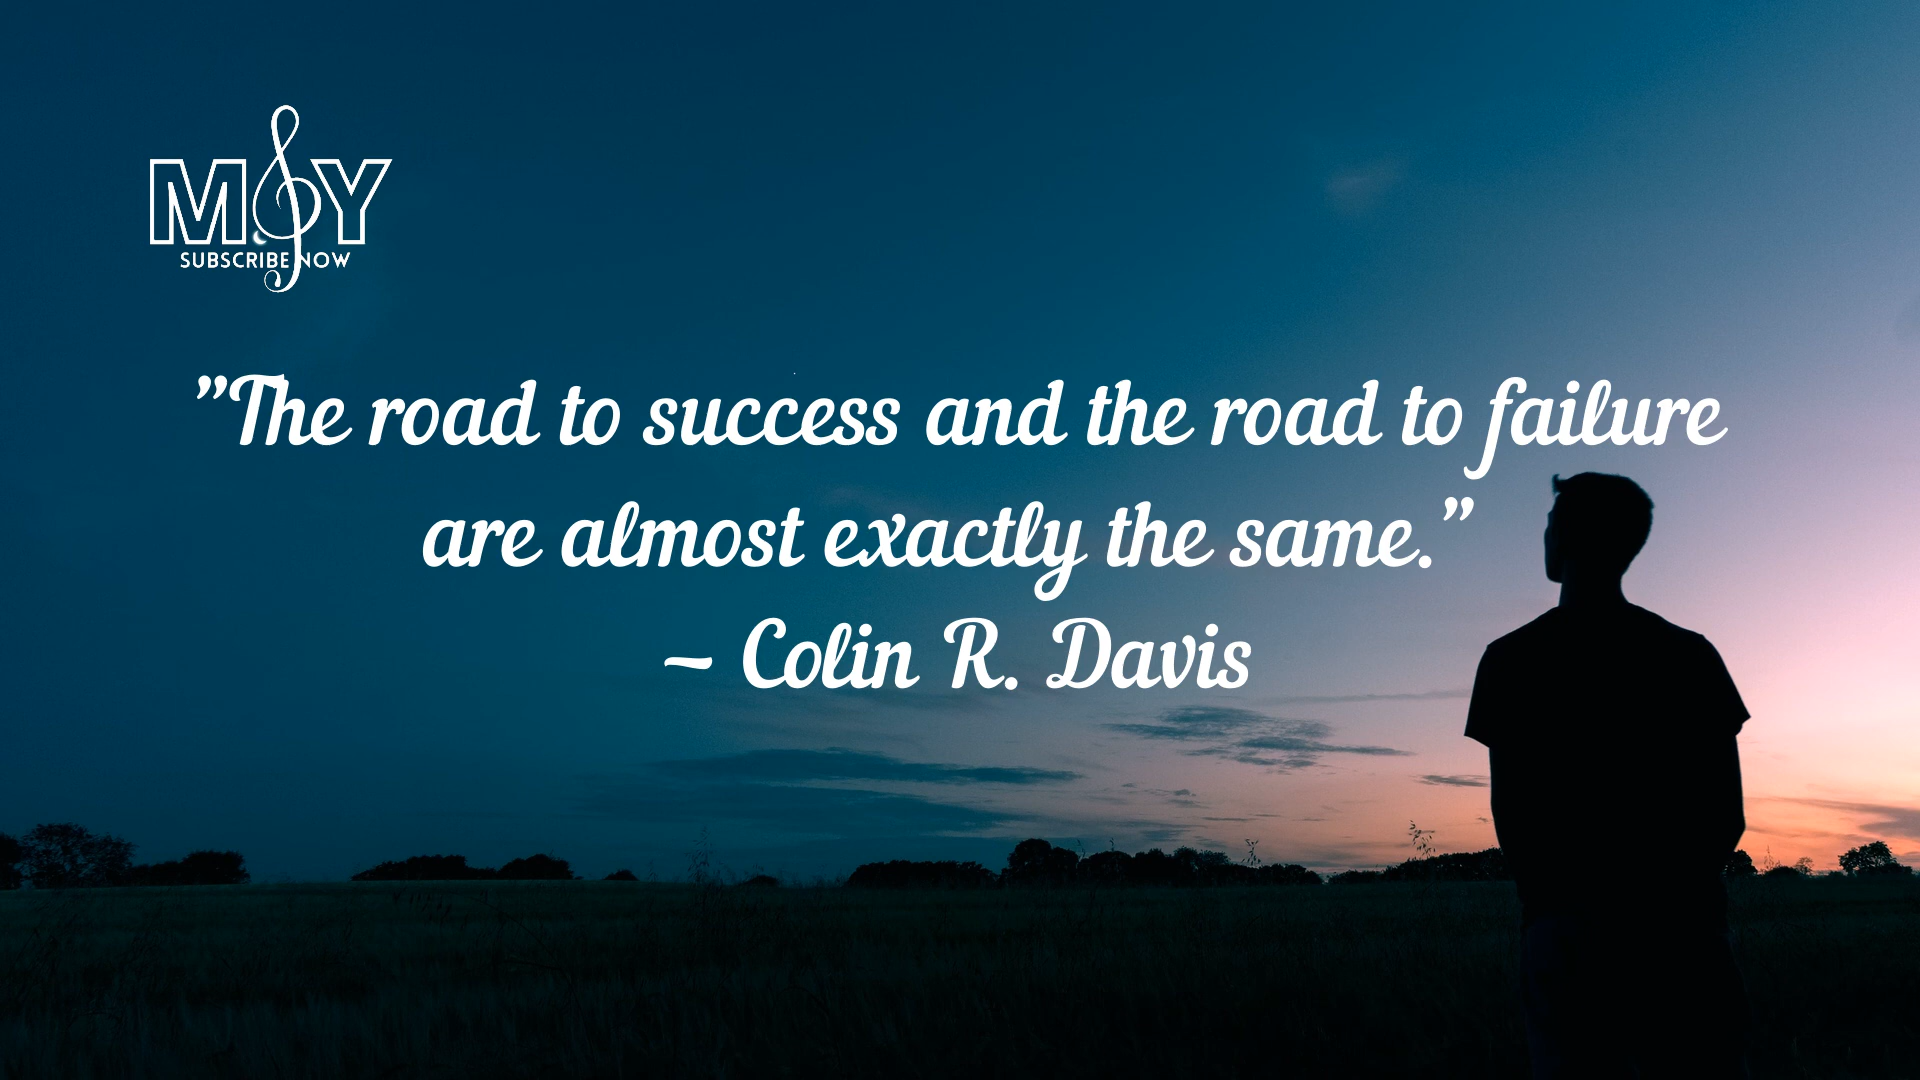 M&Y
SUBSCRIBE NOW
”The road to success and the road to failure
are almost exactly the same.”
~ Colin R. Davis